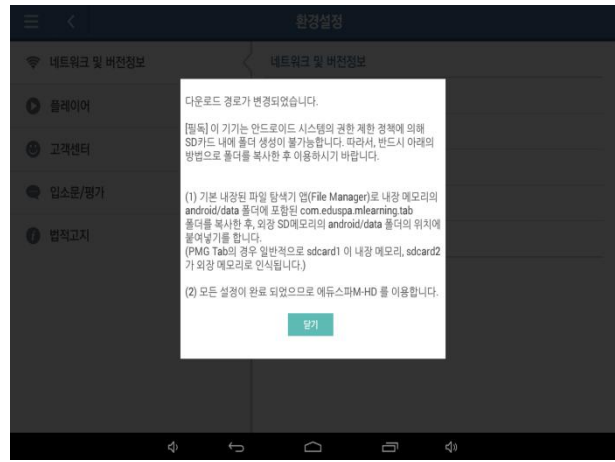 환경설정
네트워크 및 버전정보
네트워크 및 버전정보
플레이어
고객센터
입소문/평가
법적고지
다운로드 경로가 변경되었습니다.
[필독] 이 기기는 안드로이드 시스템의 권한 제한 정책에 의해
SD카드 내에 폴더 생성이 불가능합니다. 따라서, 반드시 아래의
방법으로 폴더를 복사한 후 이용하시기 바랍니다.
(1) 기본 내장된 파일 탐색기 앱(File Manager)로 내장 메모리의
android/data 폴더에 포함된 com.eduspa.mlearning.tab
폴더를 복사한 후, 외장 SD메모리의 android/data 폴더의 위치에
붙여넣기를 합니다.
(PMG Tab의 경우 일반적으로 sdcard1 이 내장 메모리, sdcard2
가 외장 메모리로 인식됩니다.)
(2) 모든 설정이 완료 되었으므로 에듀스파M-HD 를 이용합니다.
닫기